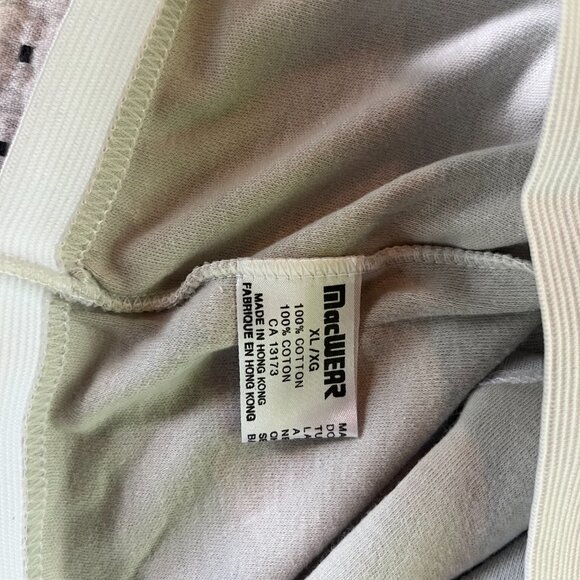 MacWEAR
XL/XG
100% COTTON
100% COTON
CA 13173
MADE IN HONG KONG
FABRIQUE EN HONG KONG